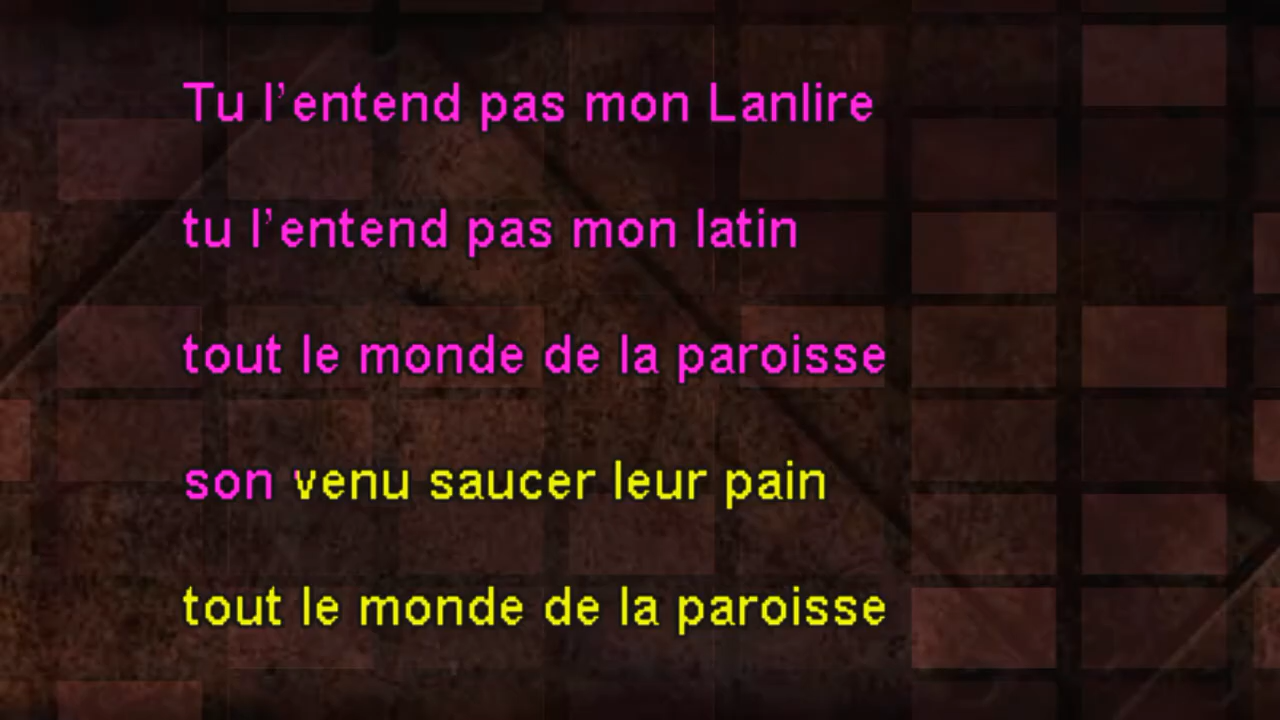 Tu l'entend pas mon Lanlire
tu l'entend pas mon latin
tout le monde de la paroisse
son venu saucer leur pain
tout le monde de la paroisse